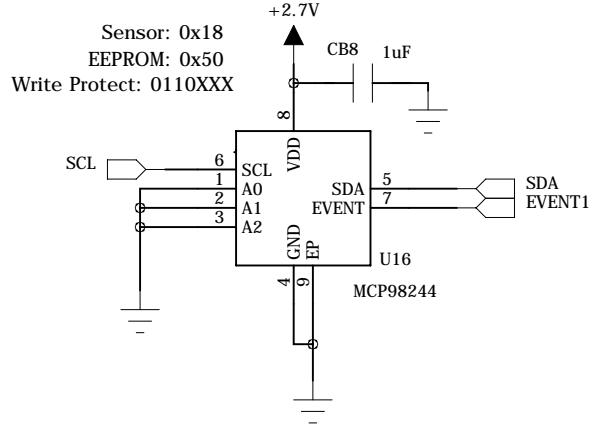 +2.7V
Sensor: 0x18
EEPROM: 0x50
Write Protect: 0110XXX
CB8 1uF
8
VDD
SCL 6 SCL
1 A0
2 A1
3 A2
SDA 5 SDA
EVENT 7 EVENT1
GND EP
4 9
U16
MCP98244